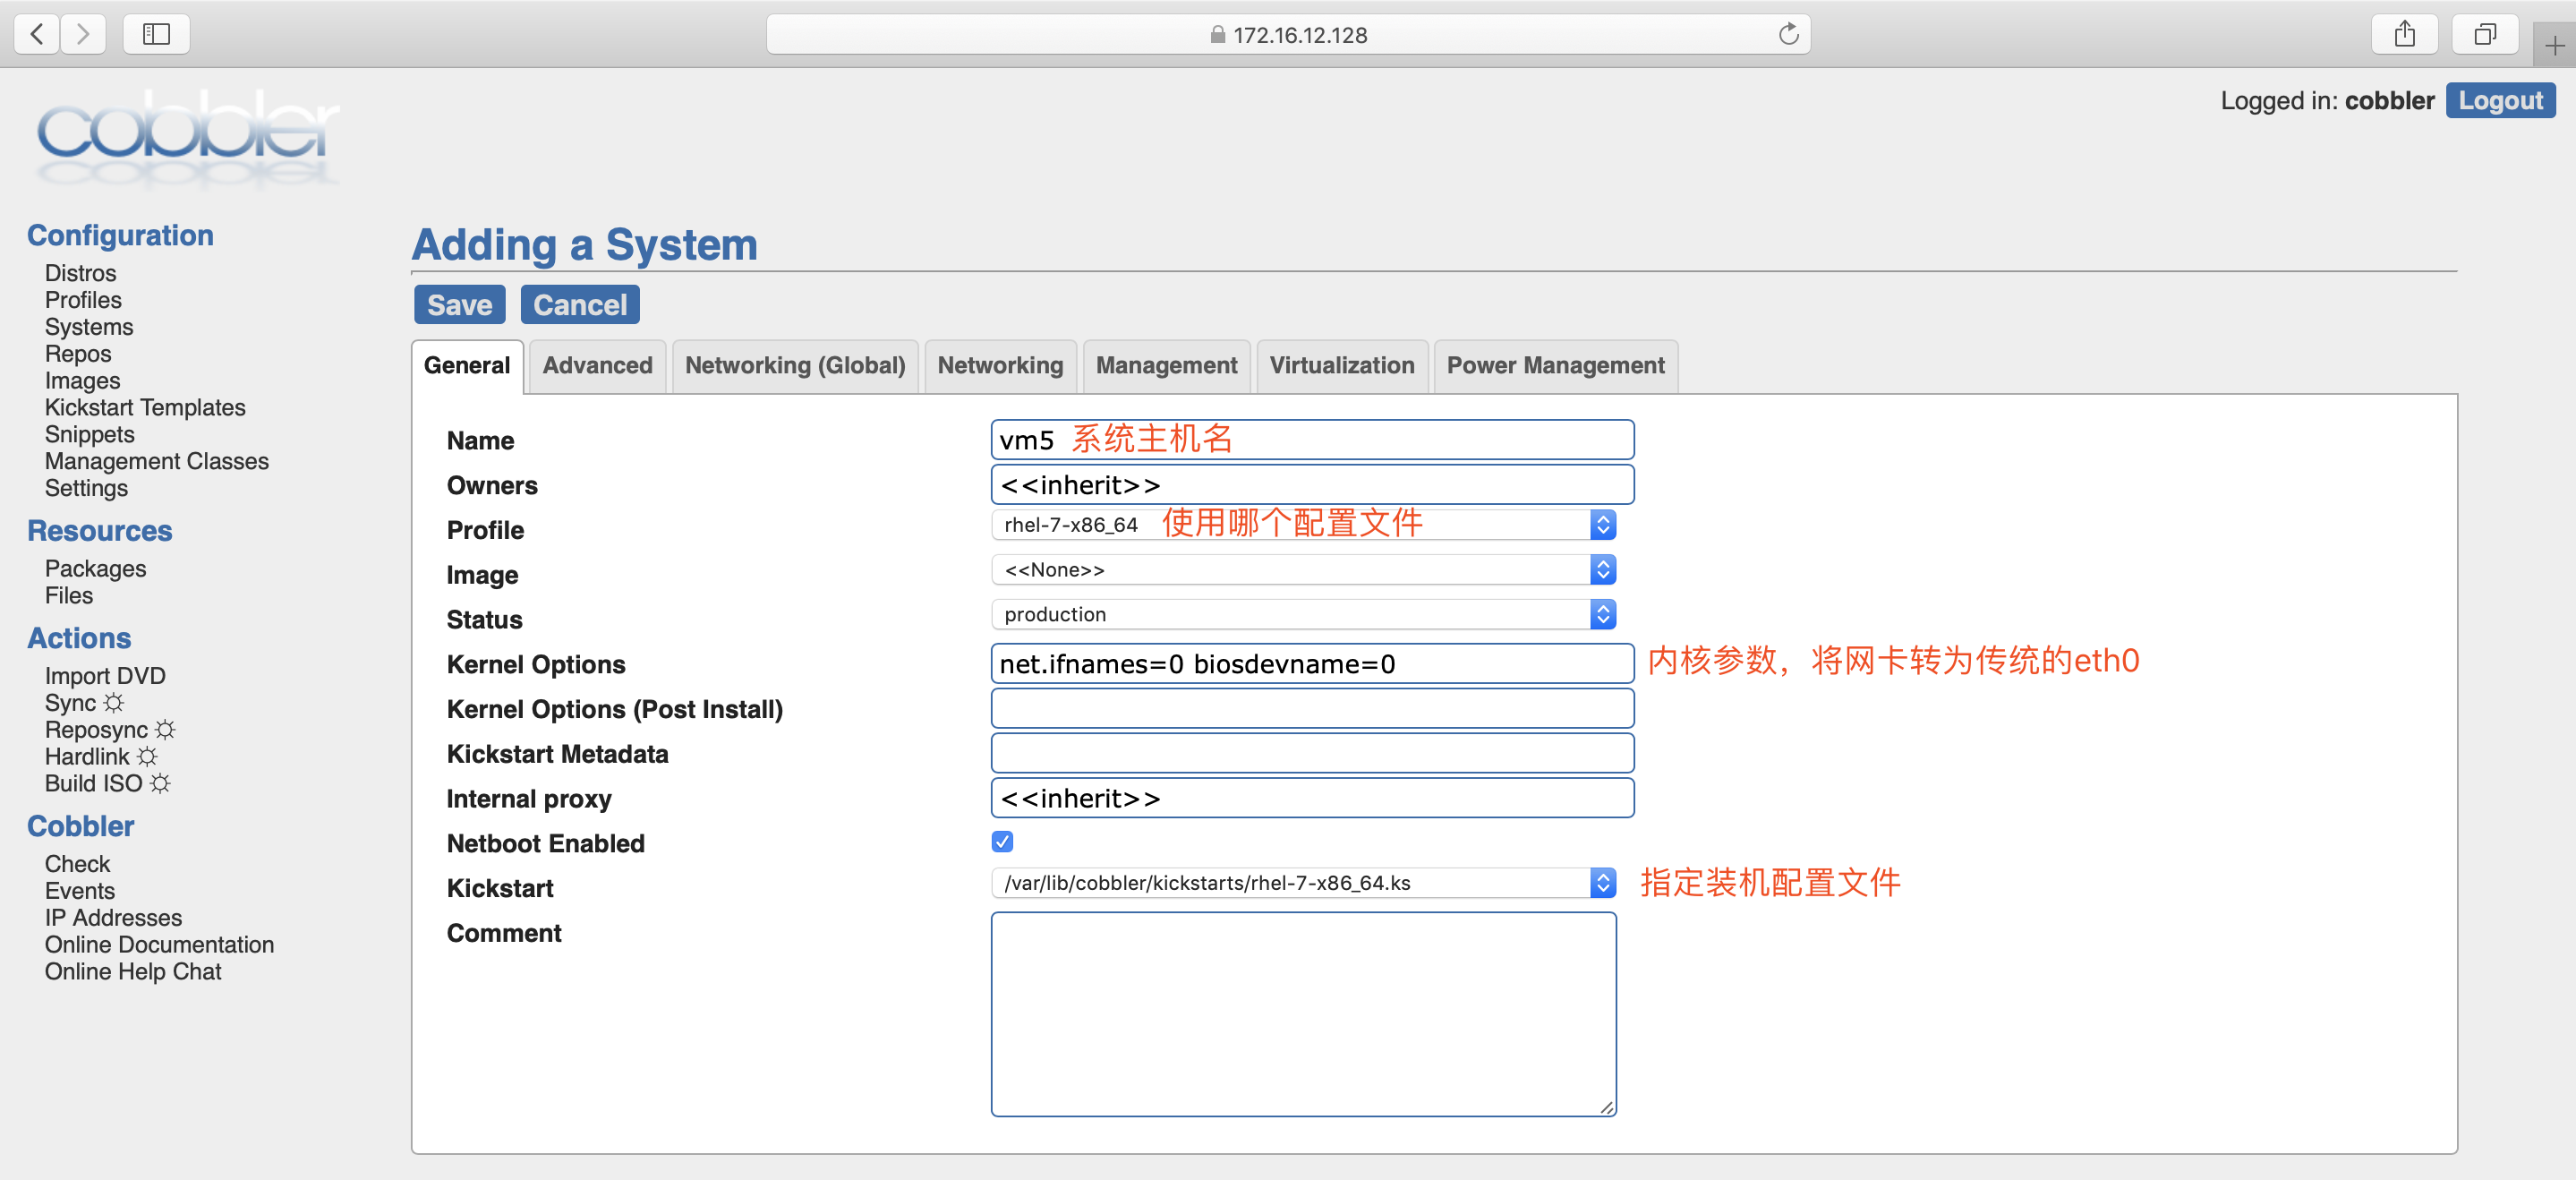 172.16.12.128
cobbler
Logged in: cobbler Logout
Configuration
Distros
Profiles
Systems
Repos
Images
Kickstart Templates
Snippets
Management Classes
Settings
Resources
Packages
Files
Actions
Import DVD
Sync
Reposync
Hardlink
Build ISO
Cobbler
Check
Events
IP Addresses
Online Documentation
Online Help Chat
Adding a System
Save Cancel
General Advanced Networking (Global) Networking Management Virtualization Power Management
Name vm5 系统主机名
Owners <<inherit>>
Profile rhel-7-x86_64 使用哪个配置文件
Image <<None>>
Status production
Kernel Options net.ifnames=0 biosdevname=0 内核参数，将网卡转为传统的eth0
Kernel Options (Post Install)
Kickstart Metadata
Internal proxy <<inherit>>
Netboot Enabled
Kickstart /var/lib/cobbler/kickstarts/rhel-7-x86_64.ks 指定装机配置文件
Comment